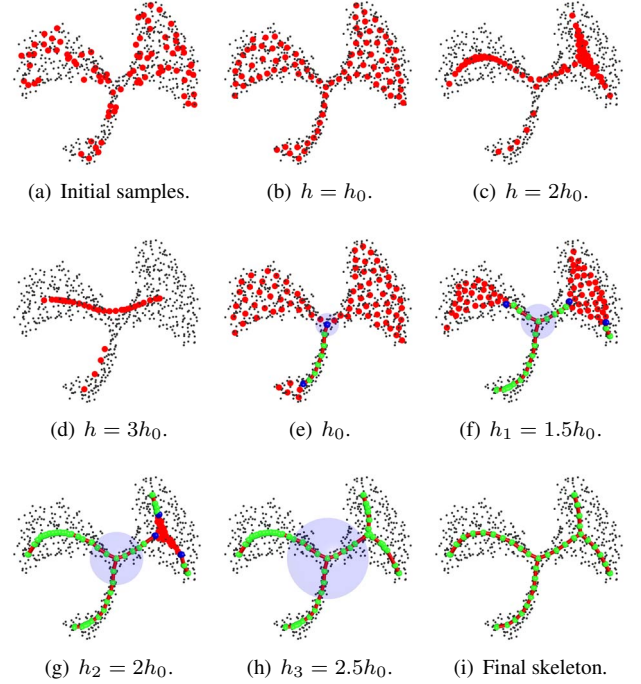 (a) Initial samples.
(b) h = h₀.
(c) h = 2h₀.
(d) h = 3h₀.
(e) h₀.
(f) h₁ = 1.5h₀.
(g) h₂ = 2h₀.
(h) h₃ = 2.5h₀.
(i) Final skeleton.